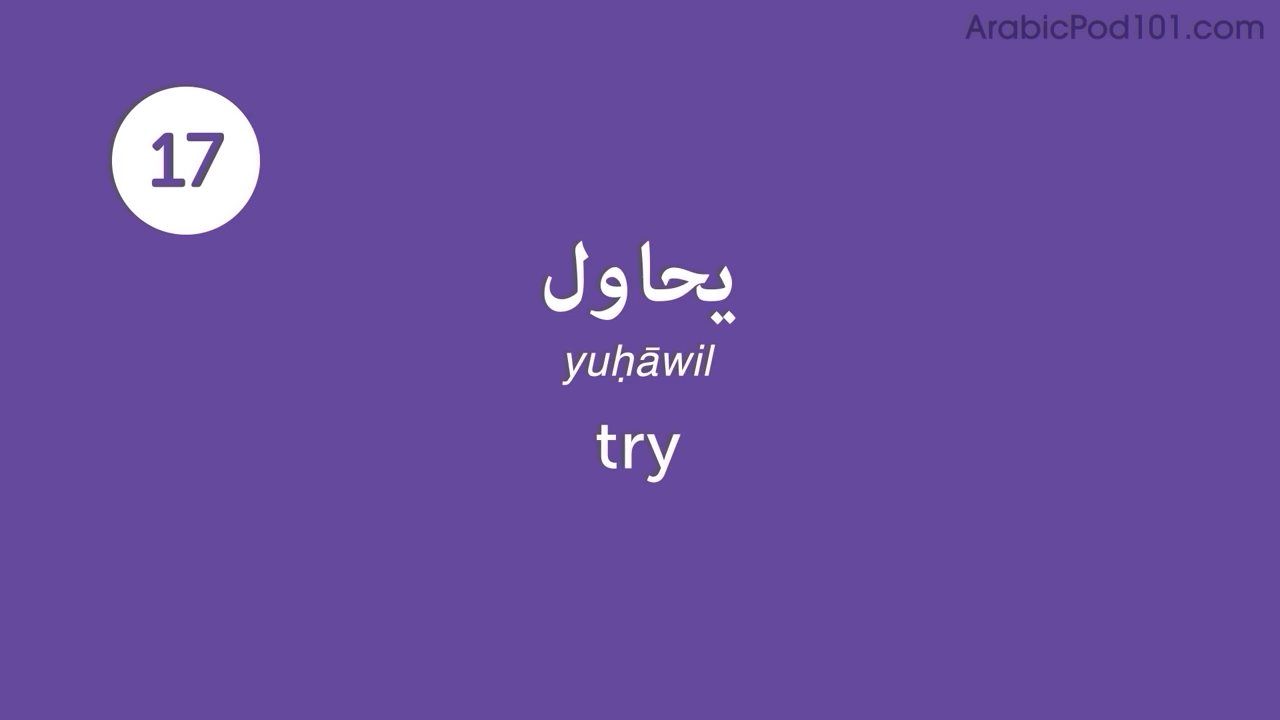 ArabicPod101.com
17
يحاول
yuḥāwil
try